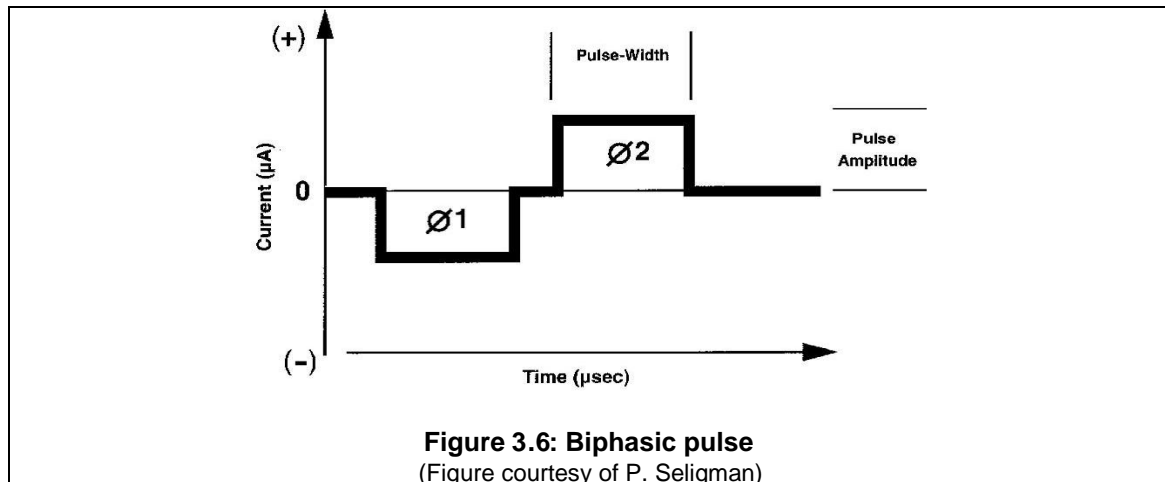 (+)
Pulse-Width
Pulse
Amplitude
Ø2
Current (µA)
0
Ø1
(-)
Time (µsec)
Figure 3.6: Biphasic pulse
(Figure courtesy of P. Seligman)